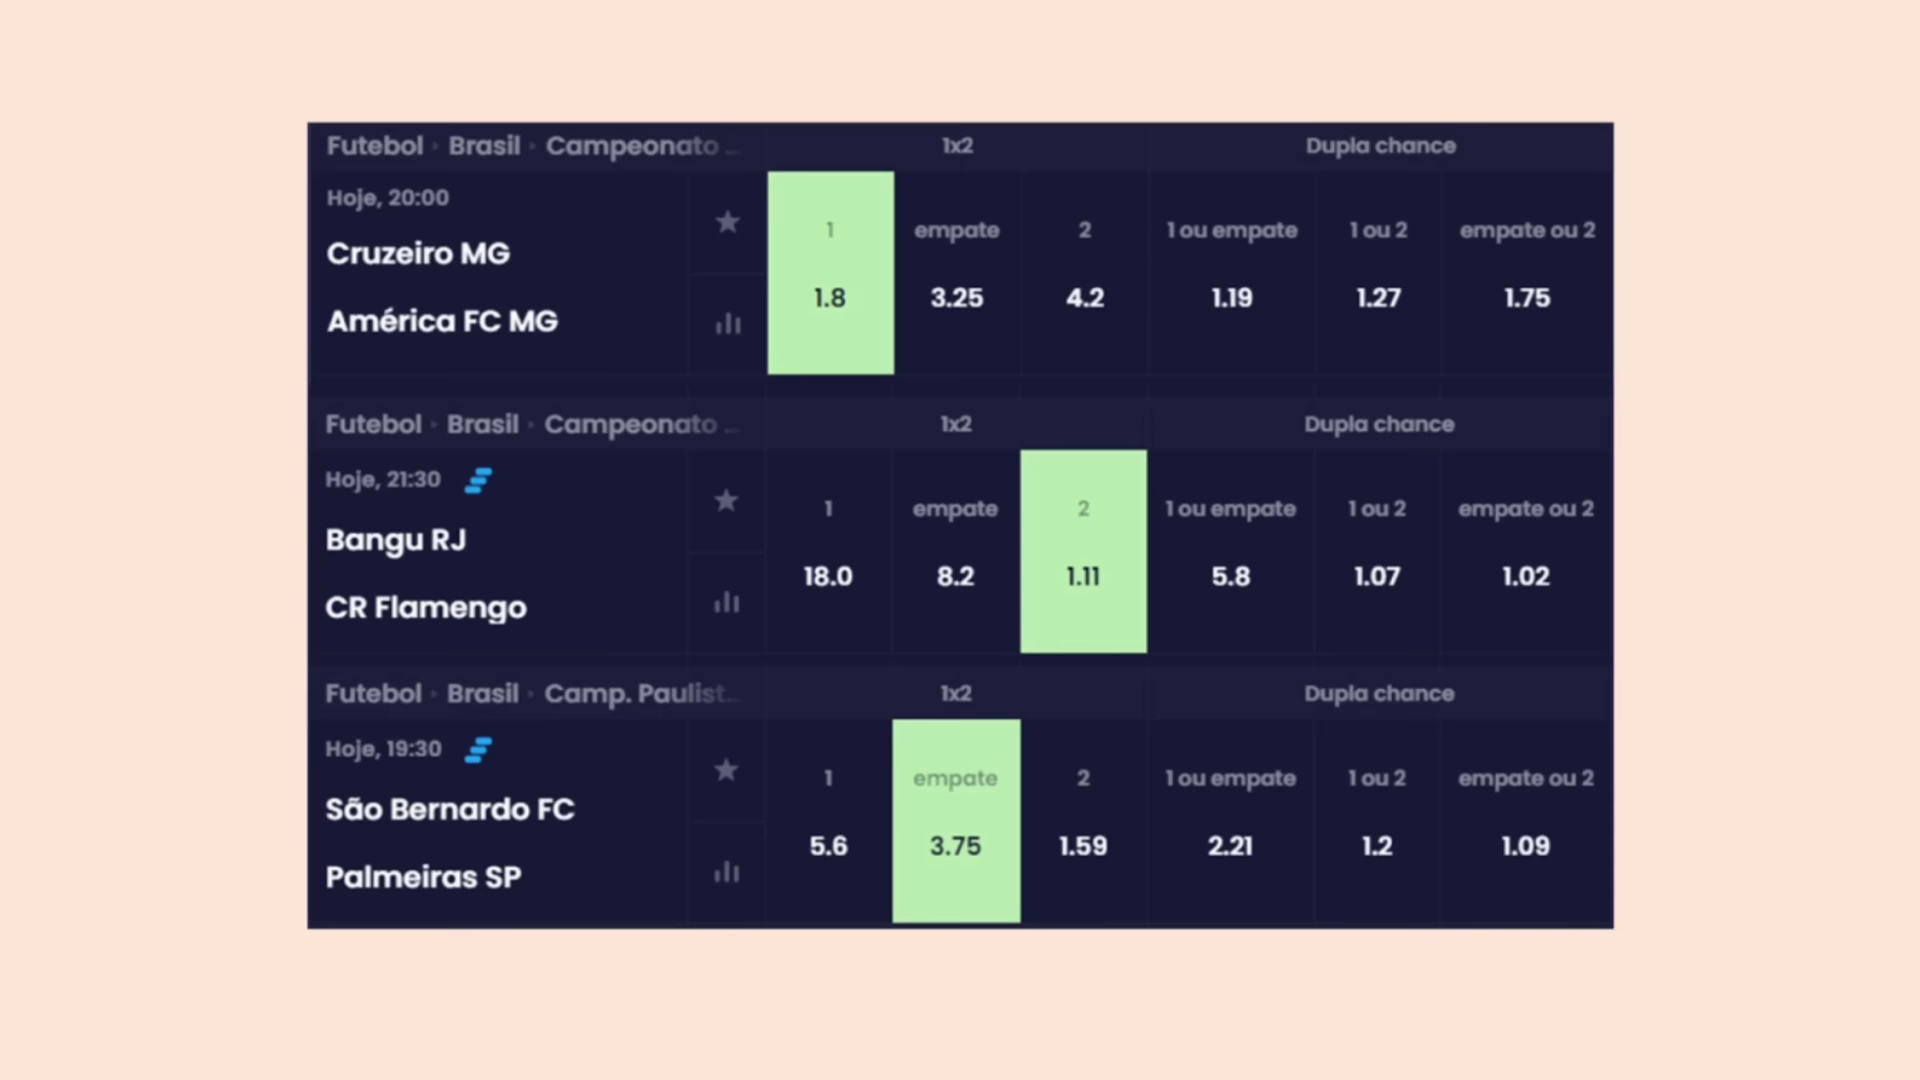 Futebol · Brasil · Campeonato ... 1x2 Dupla chance
Hoje, 20:00
Cruzeiro MG
América FC MG
1 empate 2 1 ou empate 1 ou 2 empate ou 2
1.8 3.25 4.2 1.19 1.27 1.75
Futebol · Brasil · Campeonato ... 1x2 Dupla chance
Hoje, 21:30
Bangu RJ
CR Flamengo
1 empate 2 1 ou empate 1 ou 2 empate ou 2
18.0 8.2 1.11 5.8 1.07 1.02
Futebol · Brasil · Camp. Paulist... 1x2 Dupla chance
Hoje, 19:30
São Bernardo FC
Palmeiras SP
1 empate 2 1 ou empate 1 ou 2 empate ou 2
5.6 3.75 1.59 2.21 1.2 1.09